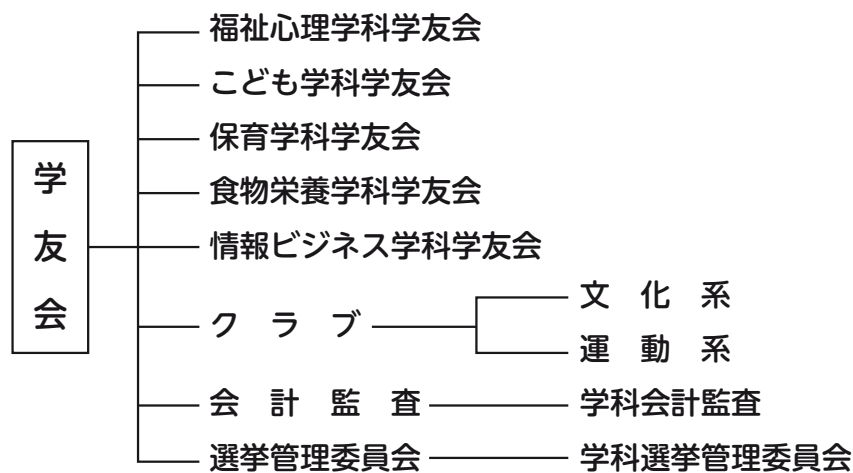 学友会
福祉心理学科学友会
こども学科学友会
保育学科学友会
食物栄養学科学友会
情報ビジネス学科学友会
クラブ
文化系
運動系
会計監査
学科会計監査
選挙管理委員会
学科選挙管理委員会